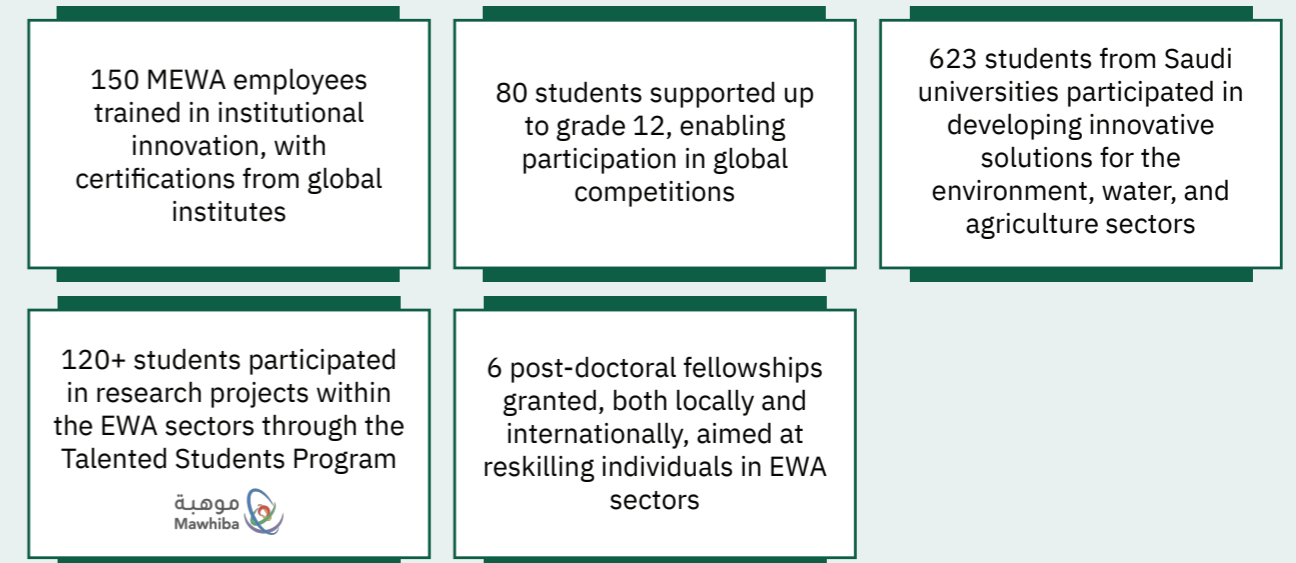 150 MEWA employees
trained in institutional
innovation, with
certifications from global
institutes
80 students supported up
to grade 12, enabling
participation in global
competitions
623 students from Saudi
universities participated in
developing innovative
solutions for the
environment, water, and
agriculture sectors
120+ students participated
in research projects within
the EWA sectors through the
Talented Students Program
موهبة
Mawhiba
6 post-doctoral fellowships
granted, both locally and
internationally, aimed at
reskilling individuals in EWA
sectors